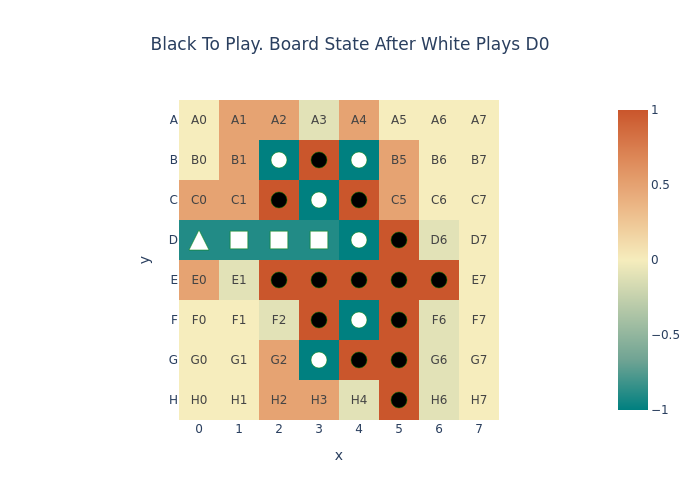 Black To Play. Board State After White Plays D0
A A0 A1 A2 A3 A4 A5 A6 A7
B B0 B1 B5 B6 B7
C C0 C1 C5 C6 C7
D D6 D7
E E0 E1 E7
F F0 F1 F2 F6 F7
G G0 G1 G2 G6 G7
H H0 H1 H2 H3 H4 H6 H7
0 1 2 3 4 5 6 7
x
y
1
0.5
0
−0.5
−1